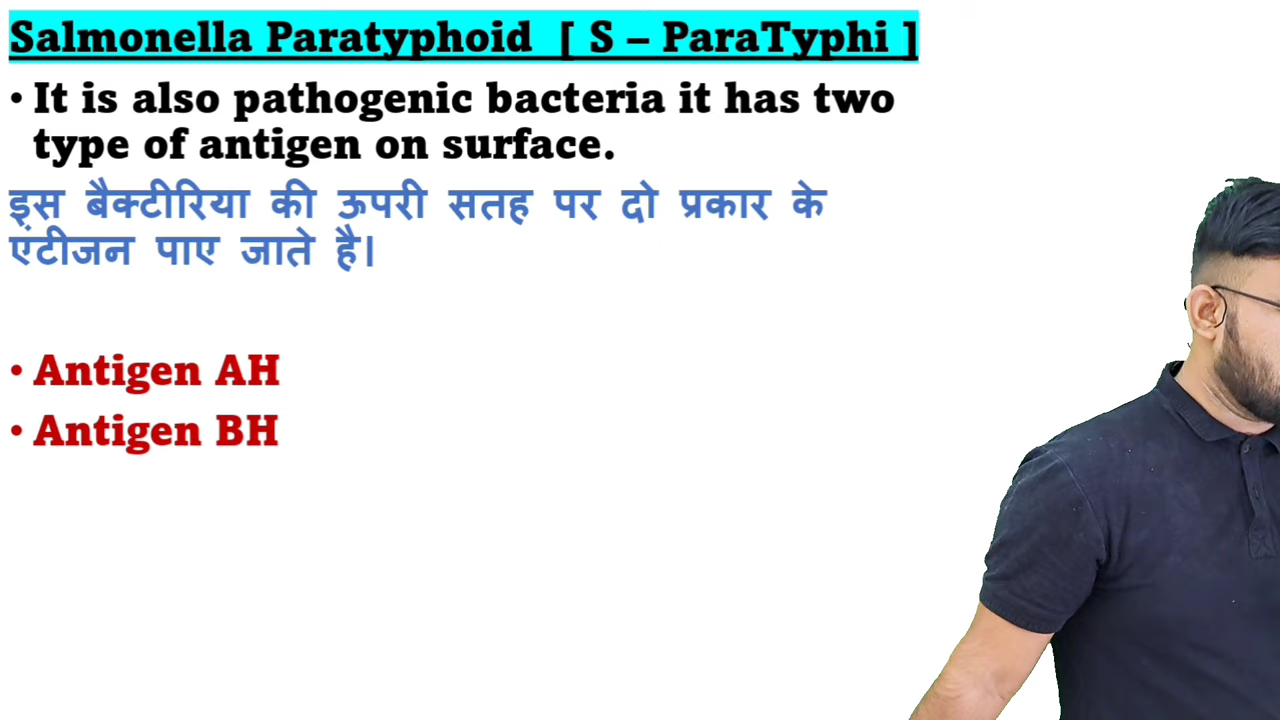 Salmonella Paratyphoid [ S – ParaTyphi ]
• It is also pathogenic bacteria it has two
type of antigen on surface.
इस बैक्टीरिया की ऊपरी सतह पर दो प्रकार के
एंटीजन पाए जाते है।
• Antigen AH
• Antigen BH